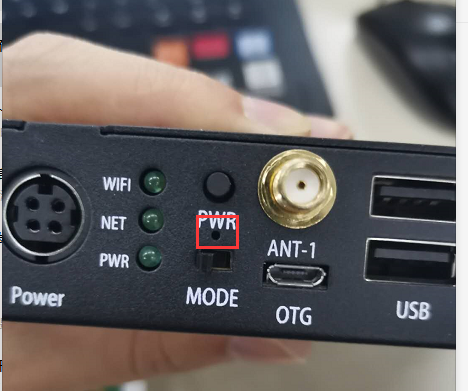 WIFI
NET
PWR
PWR
ANT-1
Power
MODE
OTG
USB